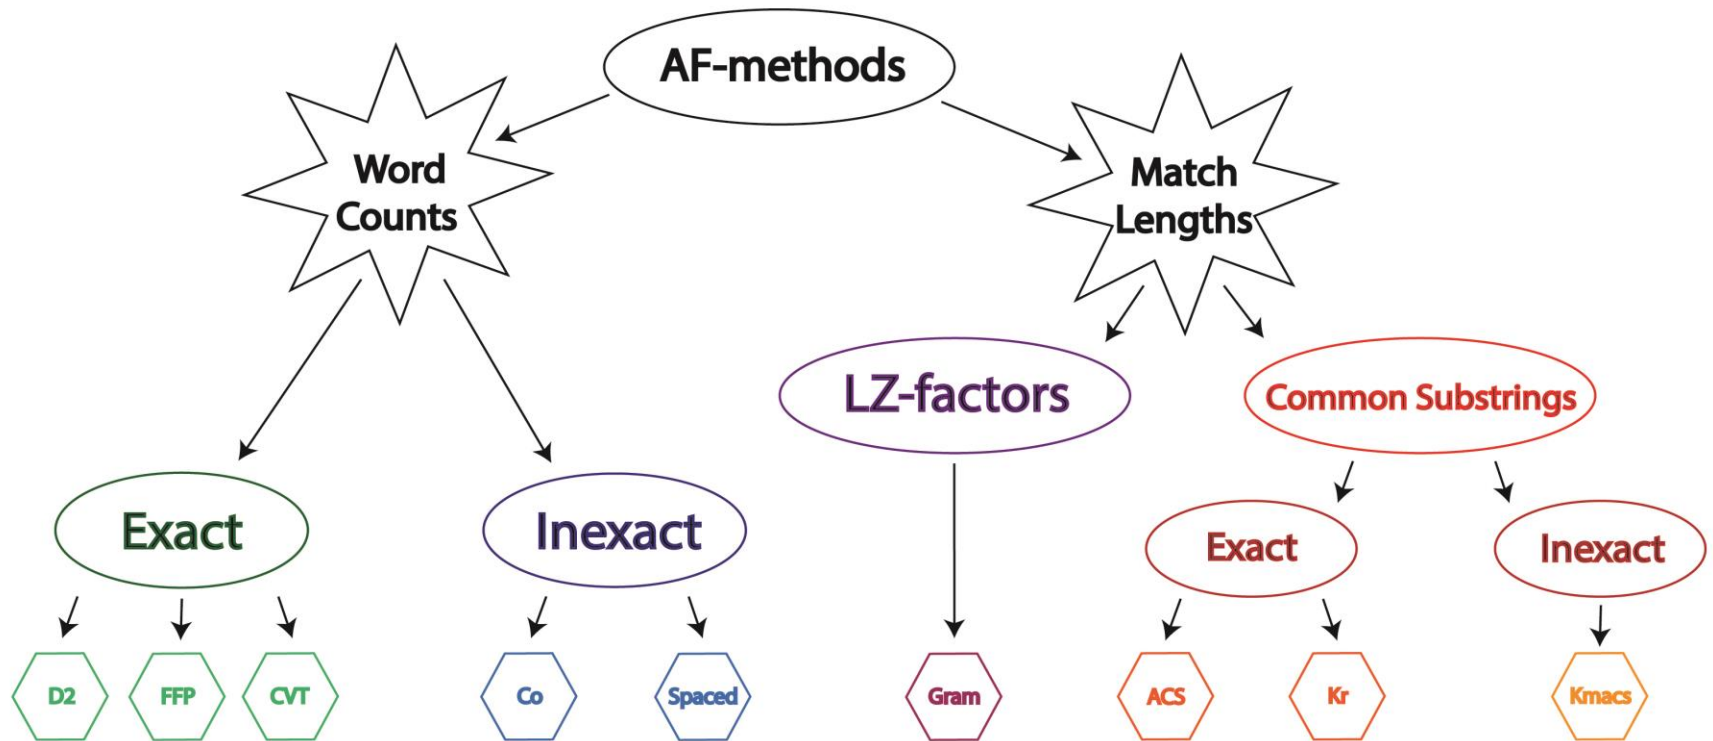 AF-methods
Word
Counts
Match
Lengths
LZ-factors
Common Substrings
Exact
Inexact
Exact
Inexact
D2
FFP
CVT
Co
Spaced
Gram
ACS
Kr
Kmacs